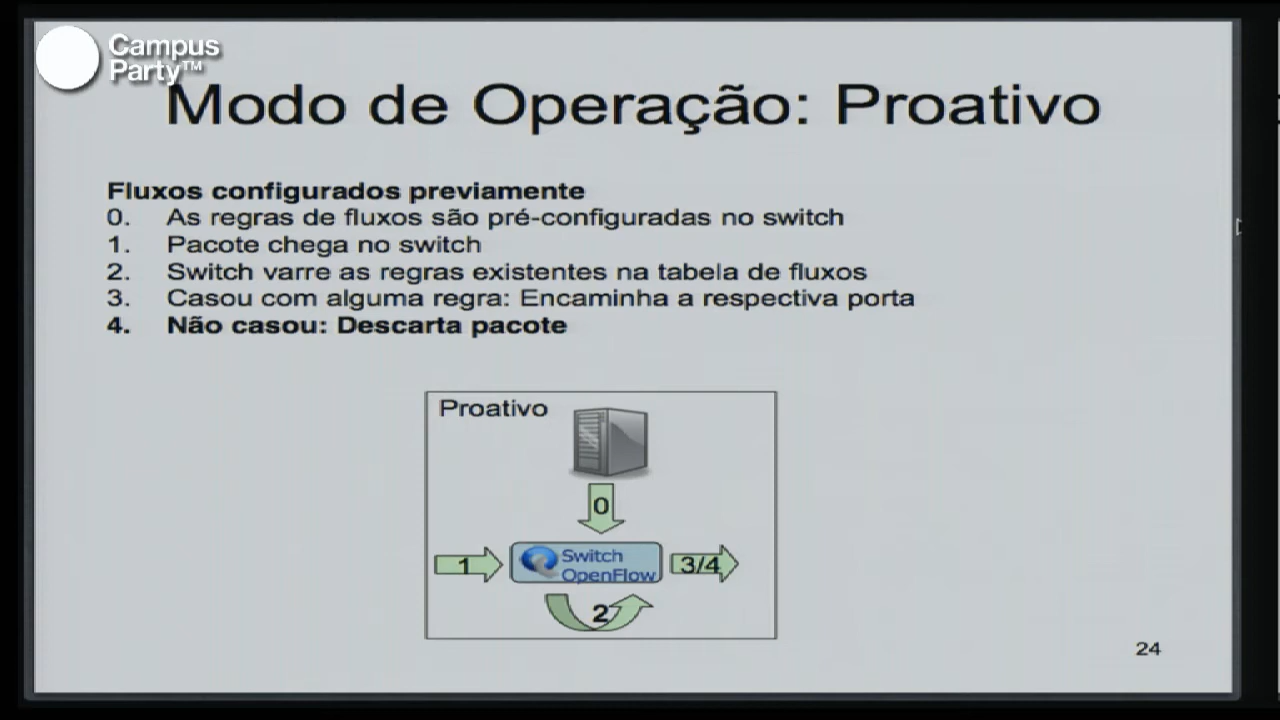 Campus
Party™
Modo de Operação: Proativo
Fluxos configurados previamente
0. As regras de fluxos são pré-configuradas no switch
1. Pacote chega no switch
2. Switch varre as regras existentes na tabela de fluxos
3. Casou com alguma regra: Encaminha a respectiva porta
4. Não casou: Descarta pacote
Proativo
0
1
Switch
OpenFlow
3/4
2
24